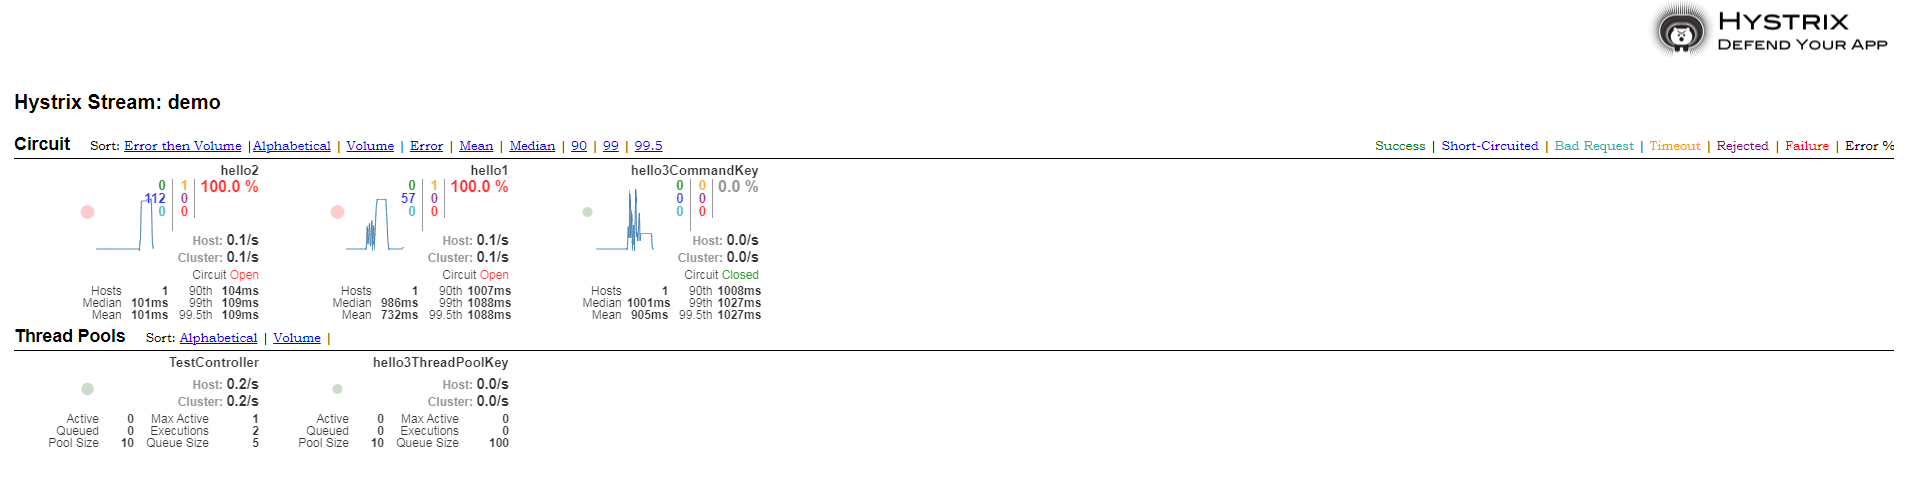 HYSTRIX
DEFEND YOUR APP
Hystrix Stream: demo
Circuit Sort: Error then Volume | Alphabetical | Volume | Error | Mean | Median | 90 | 99 | 99.5
Success | Short-Circuited | Bad Request | Timeout | Rejected | Failure | Error %
hello2
0 1 100.0 %
112 0
0 0
Host: 0.1/s
Cluster: 0.1/s
Circuit Open
Hosts 1 90th 104ms
Median 101ms 99th 109ms
Mean 101ms 99.5th 109ms
hello1
0 1 100.0 %
57 0
0 0
Host: 0.1/s
Cluster: 0.1/s
Circuit Open
Hosts 1 90th 1007ms
Median 986ms 99th 1088ms
Mean 732ms 99.5th 1088ms
hello3CommandKey
0 0 0.0 %
0 0
0 0
Host: 0.0/s
Cluster: 0.0/s
Circuit Closed
Hosts 1 90th 1008ms
Median 1001ms 99th 1027ms
Mean 905ms 99.5th 1027ms
Thread Pools Sort: Alphabetical | Volume |
TestController
Host: 0.2/s
Cluster: 0.2/s
Active 0 Max Active 1
Queued 0 Executions 2
Pool Size 10 Queue Size 5
hello3ThreadPoolKey
Host: 0.0/s
Cluster: 0.0/s
Active 0 Max Active 0
Queued 0 Executions 0
Pool Size 10 Queue Size 100